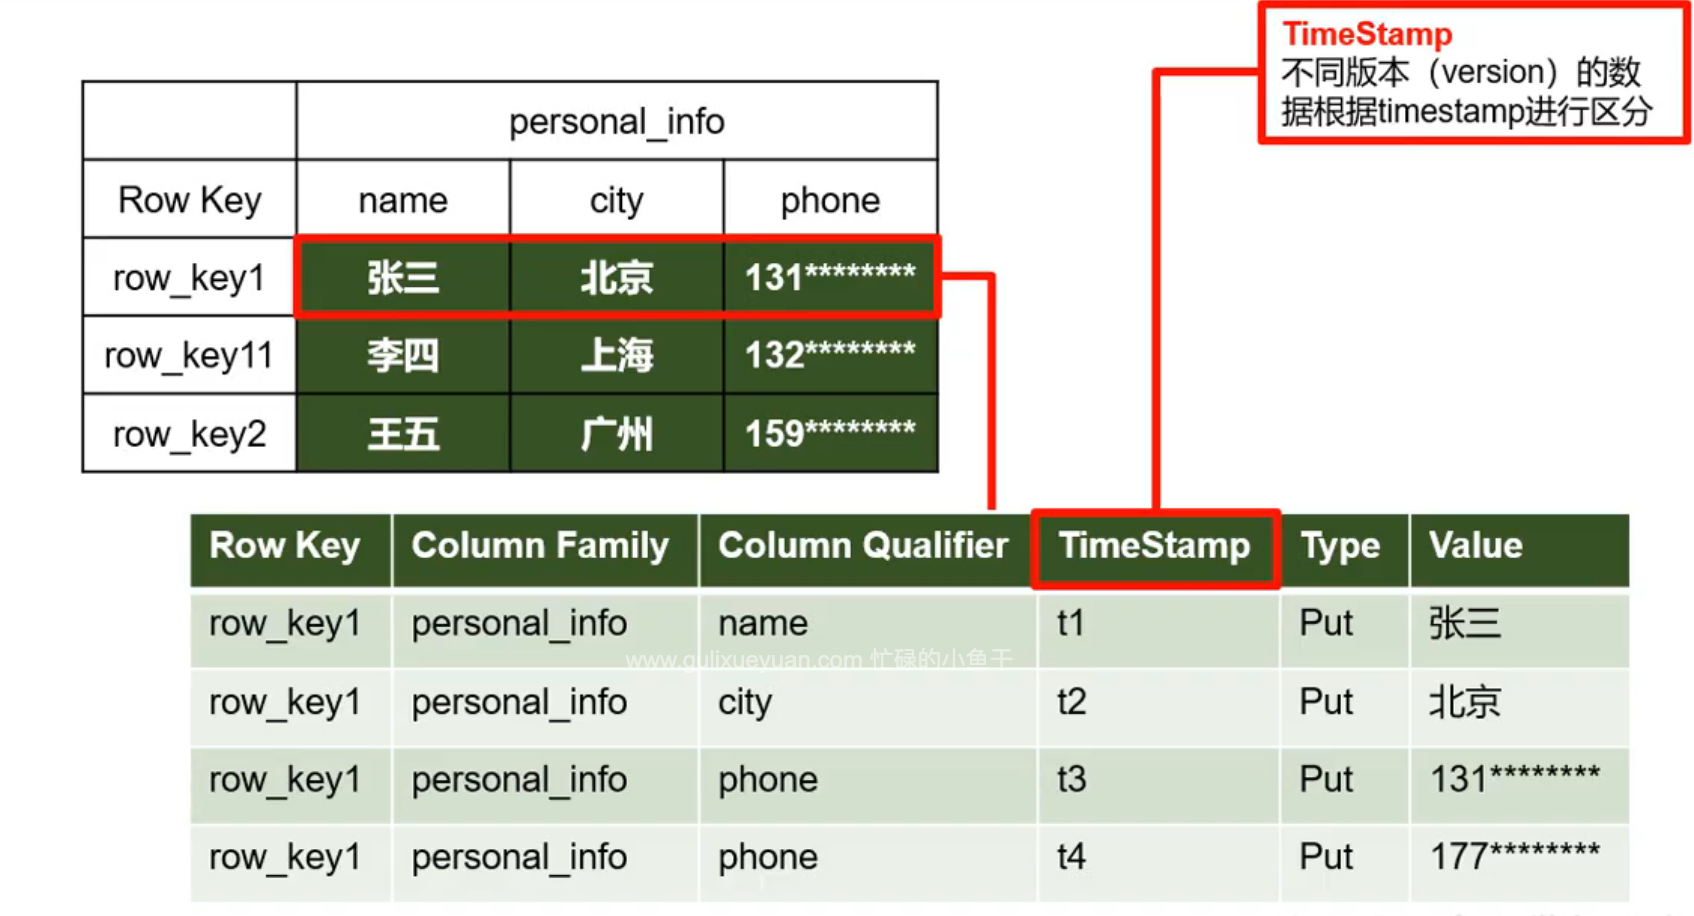 TimeStamp
不同版本（version）的数
据根据timestamp进行区分
personal_info
Row Key name city phone
row_key1 张三 北京 131********
row_key11 李四 上海 132********
row_key2 王五 广州 159********
Row Key Column Family Column Qualifier TimeStamp Type Value
row_key1 personal_info name t1 Put 张三
www.gulixueyuan.com 忙碌的小鱼干
row_key1 personal_info city t2 Put 北京
row_key1 personal_info phone t3 Put 131********
row_key1 personal_info phone t4 Put 177********